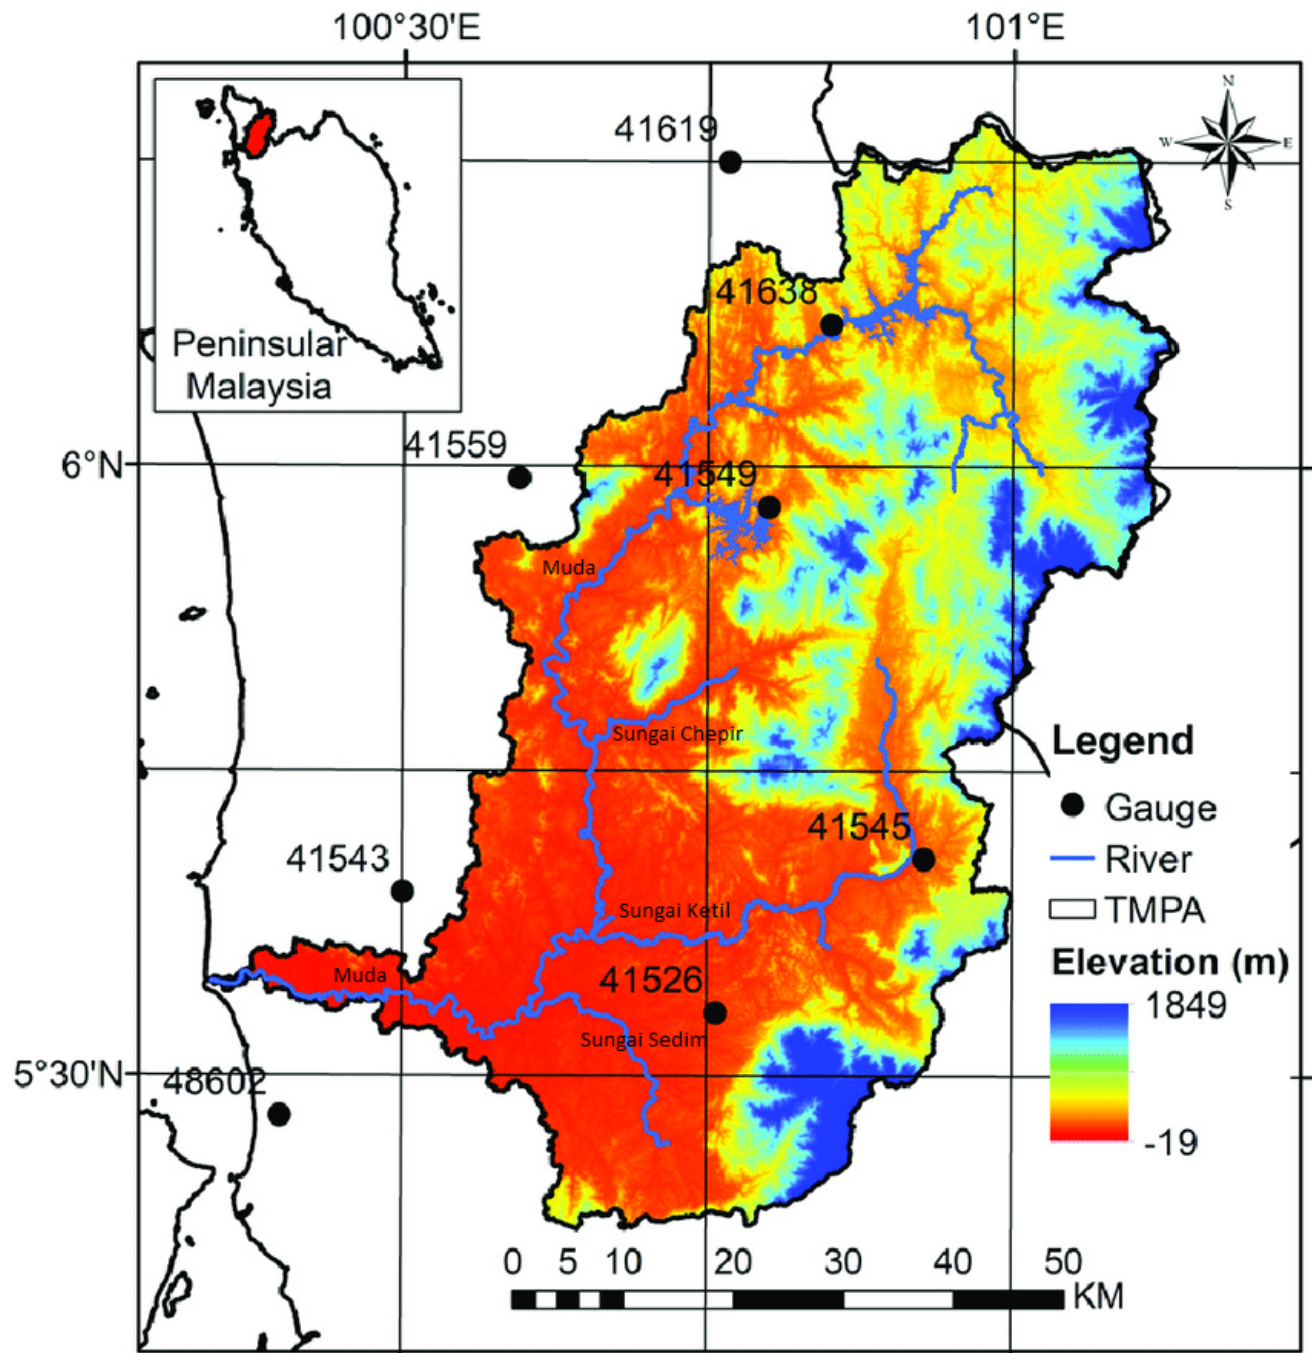 100°30'E
101°E
N
W
E
S
41619
41638
Peninsular
Malaysia
41559
6°N
41549
Muda
Sungai Chepir
Legend
Gauge
41545
River
41543
TMPA
Sungai Ketil
Elevation (m)
Muda
41526
1849
Sungai Sedim
5°30'N
48602
-19
0 5 10 20 30 40 50
KM